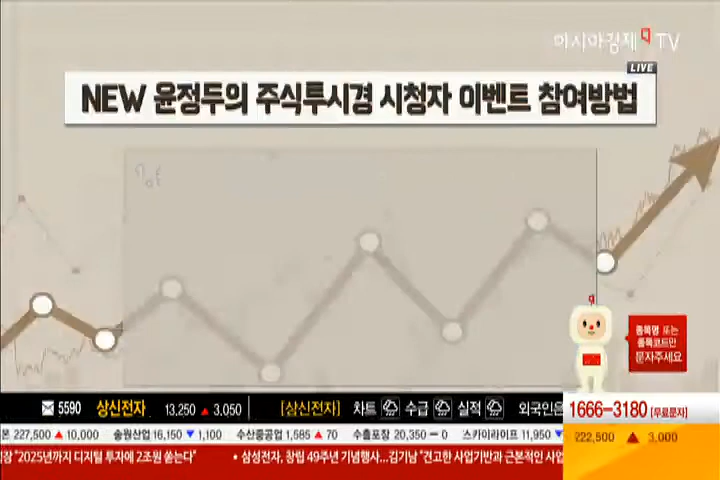 아시아경제 TV
LIVE
NEW 윤정두의 주식투시경 시청자 이벤트 참여방법
종목명 또는
종목코드만
문자주세요
5590 상신전자 13,250 ▲ 3,050 [상신전자] 차트 수급 실적 외국인은
1666-3180 [무료문자]
본 227,500 ▲ 10,000 송원산업 16,150 ▼ 1,100 수산중공업 1,585 ▲ 70 수출포장 20,350 ━ 0 스카이라이프 11,950 ▼
222,500 ▲ 3,000
장 "2025년까지 디지털 투자에 2조원 쏟는다" • 삼성전자, 창립 49주년 기념행사...김기남 "견고한 사업기반과 근본적인 사업